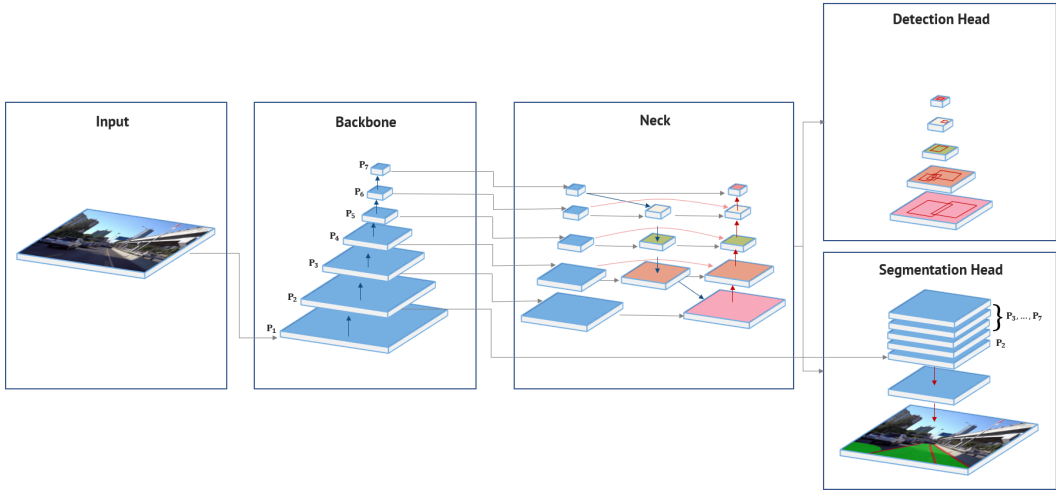 Input
Backbone
P₇
P₆
P₅
P₄
P₃
P₂
P₁
Neck
Detection Head
Segmentation Head
} P₃, ..., P₇
P₂